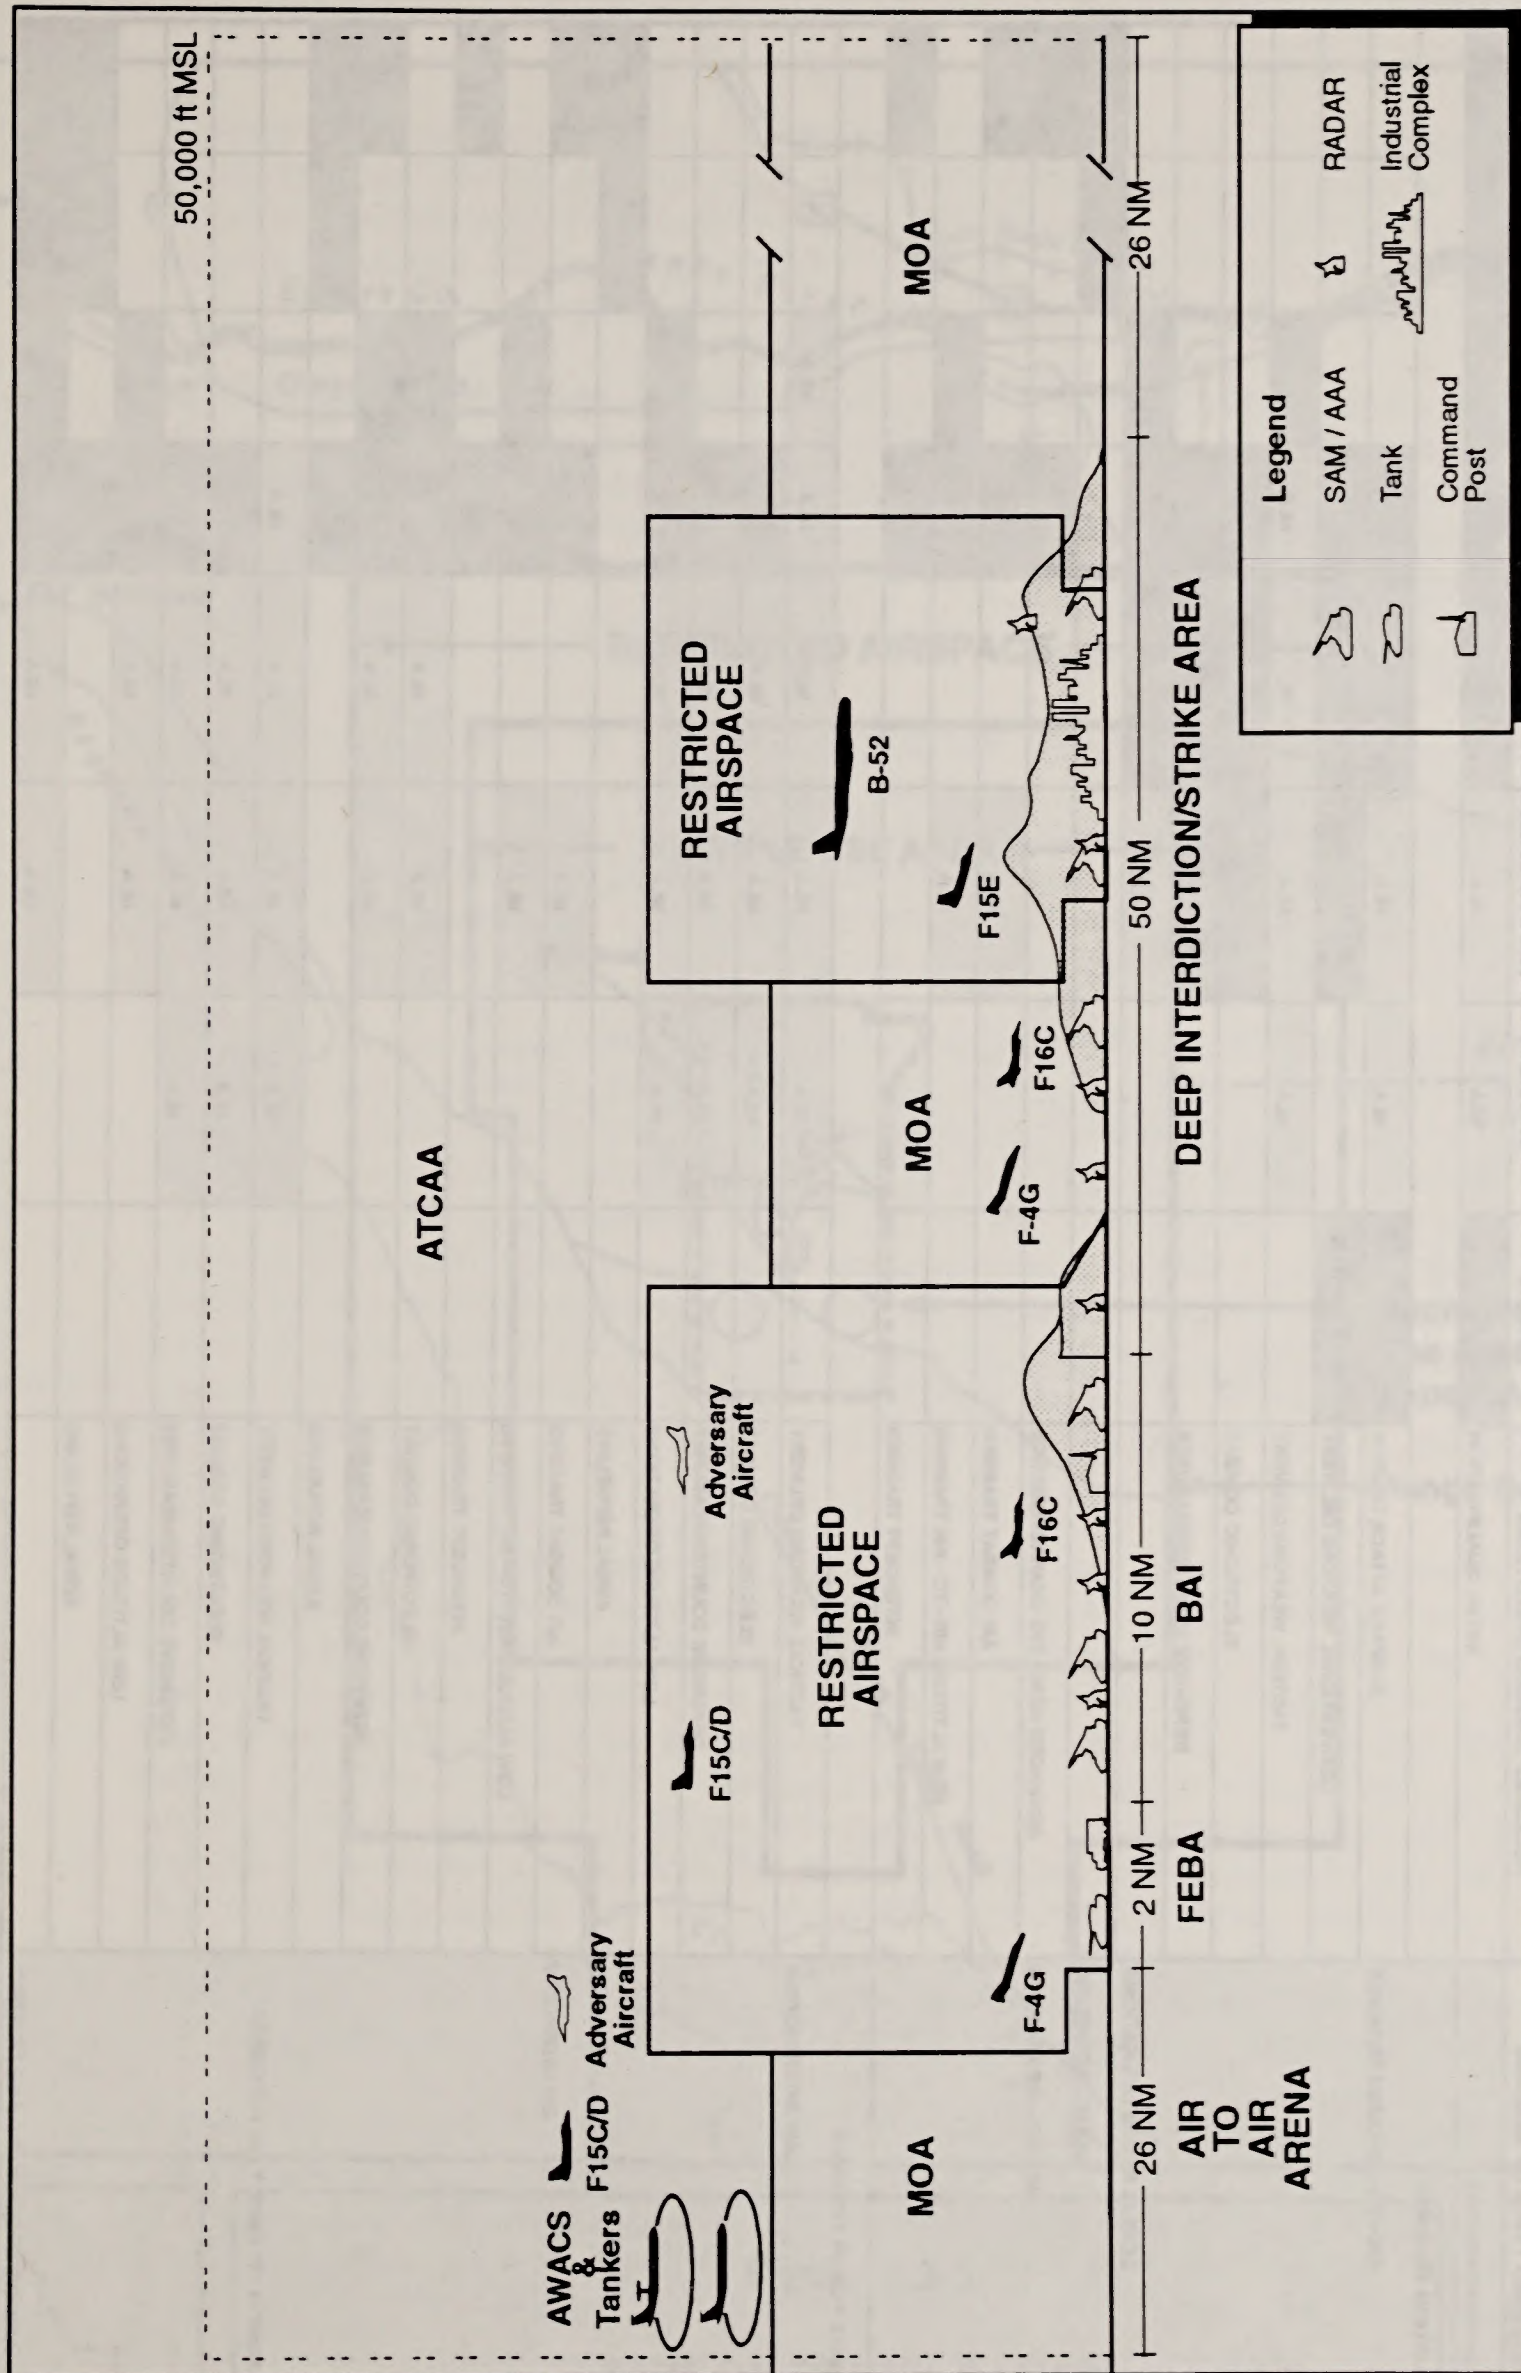 50,000 ft MSL
ATCAA
AWACS
&
Tankers
F15C/D
Adversary
Aircraft
F15C/D
Adversary
Aircraft
RESTRICTED
AIRSPACE
RESTRICTED
AIRSPACE
B-52
MOA
MOA
MOA
F-4G
F16C
F-4G
F16C
F15E
26 NM
2 NM
10 NM
50 NM
26 NM
AIR
TO
AIR
ARENA
FEBA
BAI
DEEP INTERDICTION/STRIKE AREA
Legend
SAM / AAA
RADAR
Tank
Industrial
Complex
Command
Post